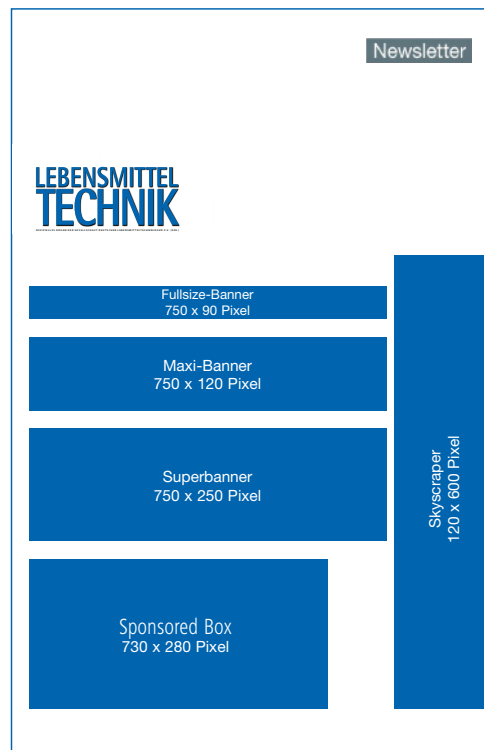 Newsletter
LEBENSMITTEL
TECHNIK
Fullsize-Banner
750 x 90 Pixel
Maxi-Banner
750 x 120 Pixel
Superbanner
750 x 250 Pixel
Skyscraper
120 x 600 Pixel
Sponsored Box
730 x 280 Pixel